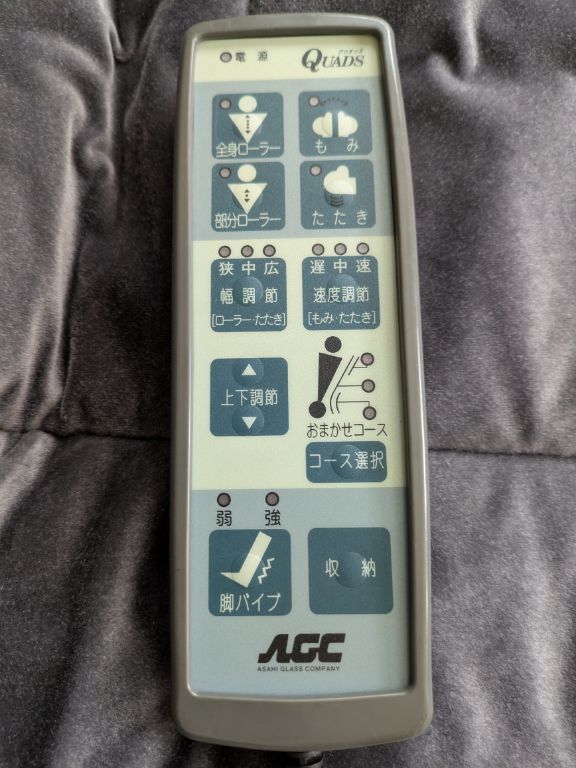 電源
クアッズ
QUADS
全身ローラー
もみ
部分ローラー
たたき
狭 中 広
遅 中 速
幅調節
[ローラー・たたき]
速度調節
[もみ・たたき]
上下調節
おまかせコース
コース選択
弱 強
脚バイブ
収納
AGC
ASAHI GLASS COMPANY